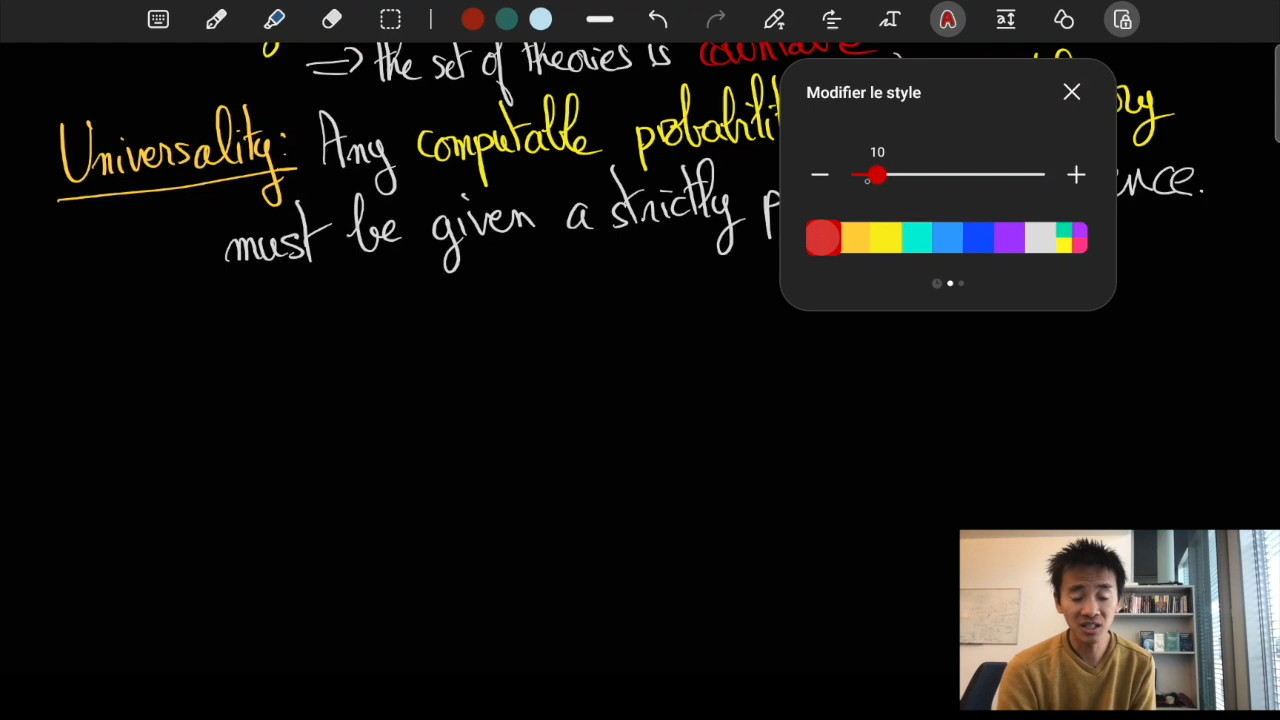 ⇒ the set of theories is
Modifier le style
Universality: Any computable
10
must be given a strictly